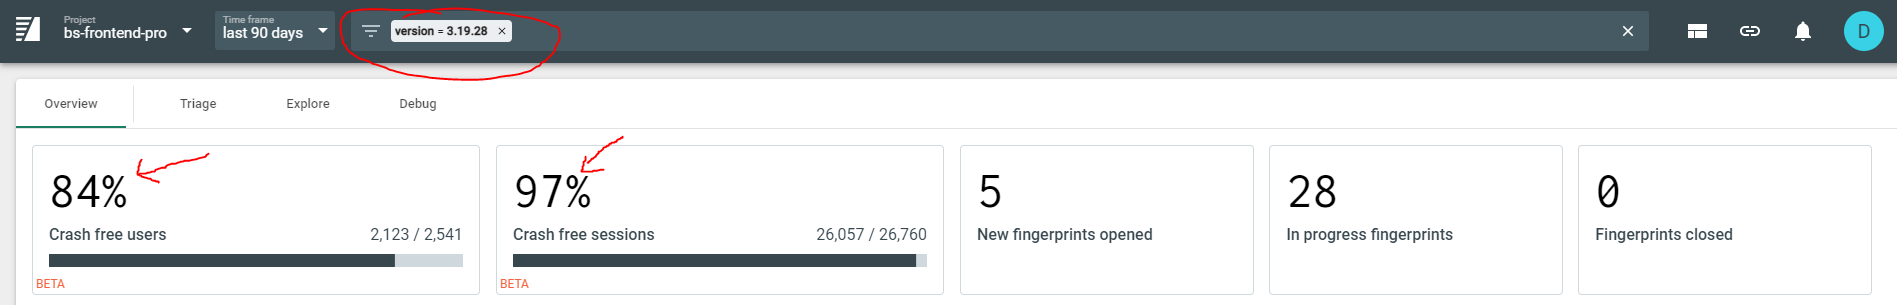 Project
bs-frontend-pro
Time frame
last 90 days
version = 3.19.28 ×
D
Overview
Triage
Explore
Debug
84%
Crash free users
2,123 / 2,541
BETA
97%
Crash free sessions
26,057 / 26,760
BETA
5
New fingerprints opened
28
In progress fingerprints
0
Fingerprints closed